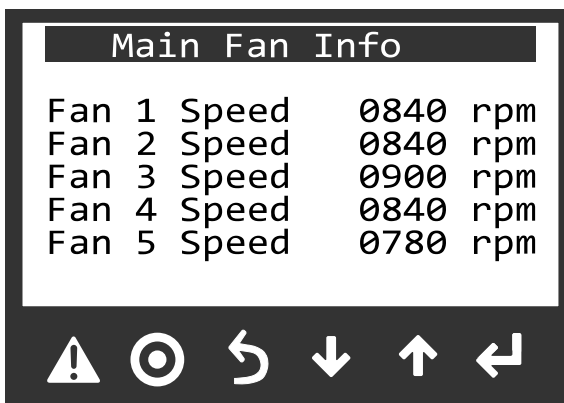 Main Fan Info
Fan 1 Speed 0840 rpm
Fan 2 Speed 0840 rpm
Fan 3 Speed 0900 rpm
Fan 4 Speed 0840 rpm
Fan 5 Speed 0780 rpm